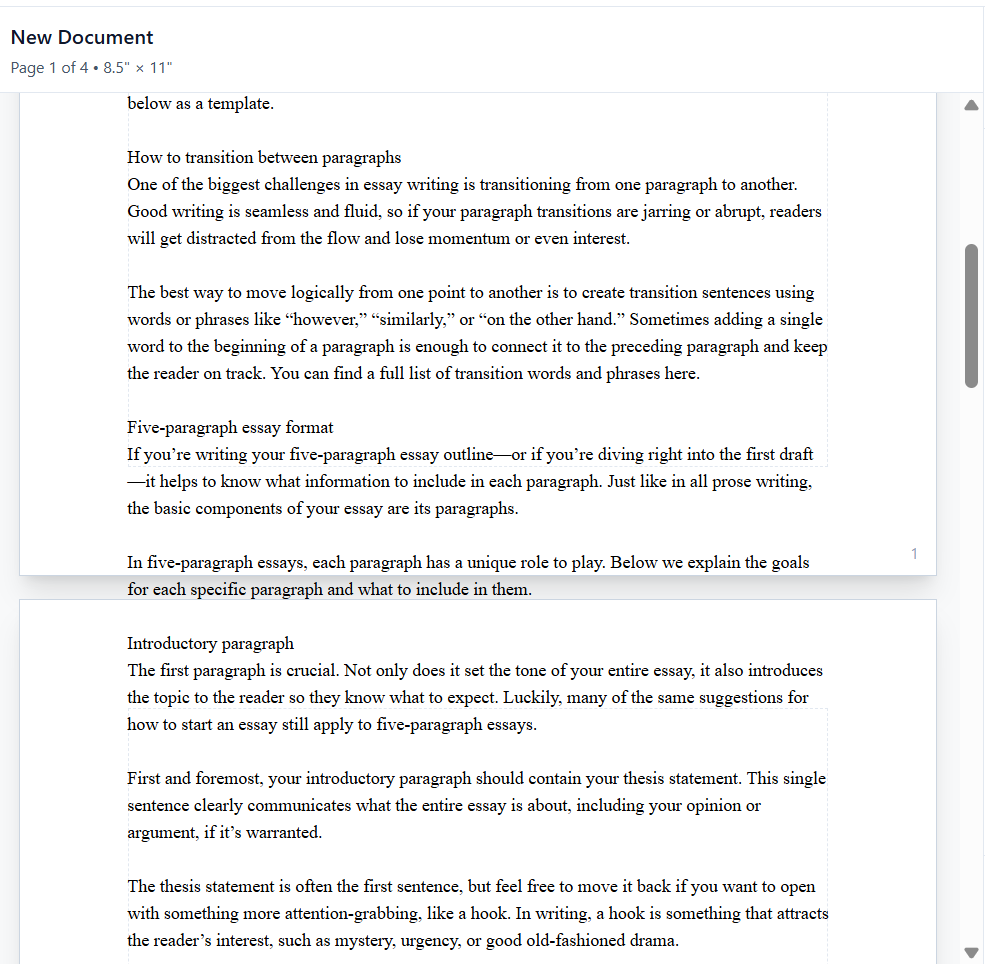 New Document
Page 1 of 4 • 8.5" × 11"
below as a template.
How to transition between paragraphs
One of the biggest challenges in essay writing is transitioning from one paragraph to another.
Good writing is seamless and fluid, so if your paragraph transitions are jarring or abrupt, readers
will get distracted from the flow and lose momentum or even interest.
The best way to move logically from one point to another is to create transition sentences using
words or phrases like “however,” “similarly,” or “on the other hand.” Sometimes adding a single
word to the beginning of a paragraph is enough to connect it to the preceding paragraph and keep
the reader on track. You can find a full list of transition words and phrases here.
Five-paragraph essay format
If you’re writing your five-paragraph essay outline—or if you’re diving right into the first draft
—it helps to know what information to include in each paragraph. Just like in all prose writing,
the basic components of your essay are its paragraphs.
In five-paragraph essays, each paragraph has a unique role to play. Below we explain the goals
for each specific paragraph and what to include in them.
1
Introductory paragraph
The first paragraph is crucial. Not only does it set the tone of your entire essay, it also introduces
the topic to the reader so they know what to expect. Luckily, many of the same suggestions for
how to start an essay still apply to five-paragraph essays.
First and foremost, your introductory paragraph should contain your thesis statement. This single
sentence clearly communicates what the entire essay is about, including your opinion or
argument, if it’s warranted.
The thesis statement is often the first sentence, but feel free to move it back if you want to open
with something more attention-grabbing, like a hook. In writing, a hook is something that attracts
the reader’s interest, such as mystery, urgency, or good old-fashioned drama.